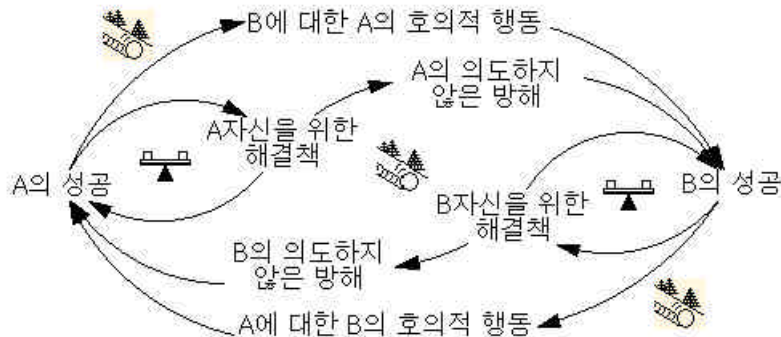 B에 대한 A의 호의적 행동
A의 의도하지
않은 방해
A자신을 위한
해결책
A의 성공
B의 성공
B자신을 위한
해결책
B의 의도하지
않은 방해
A에 대한 B의 호의적 행동